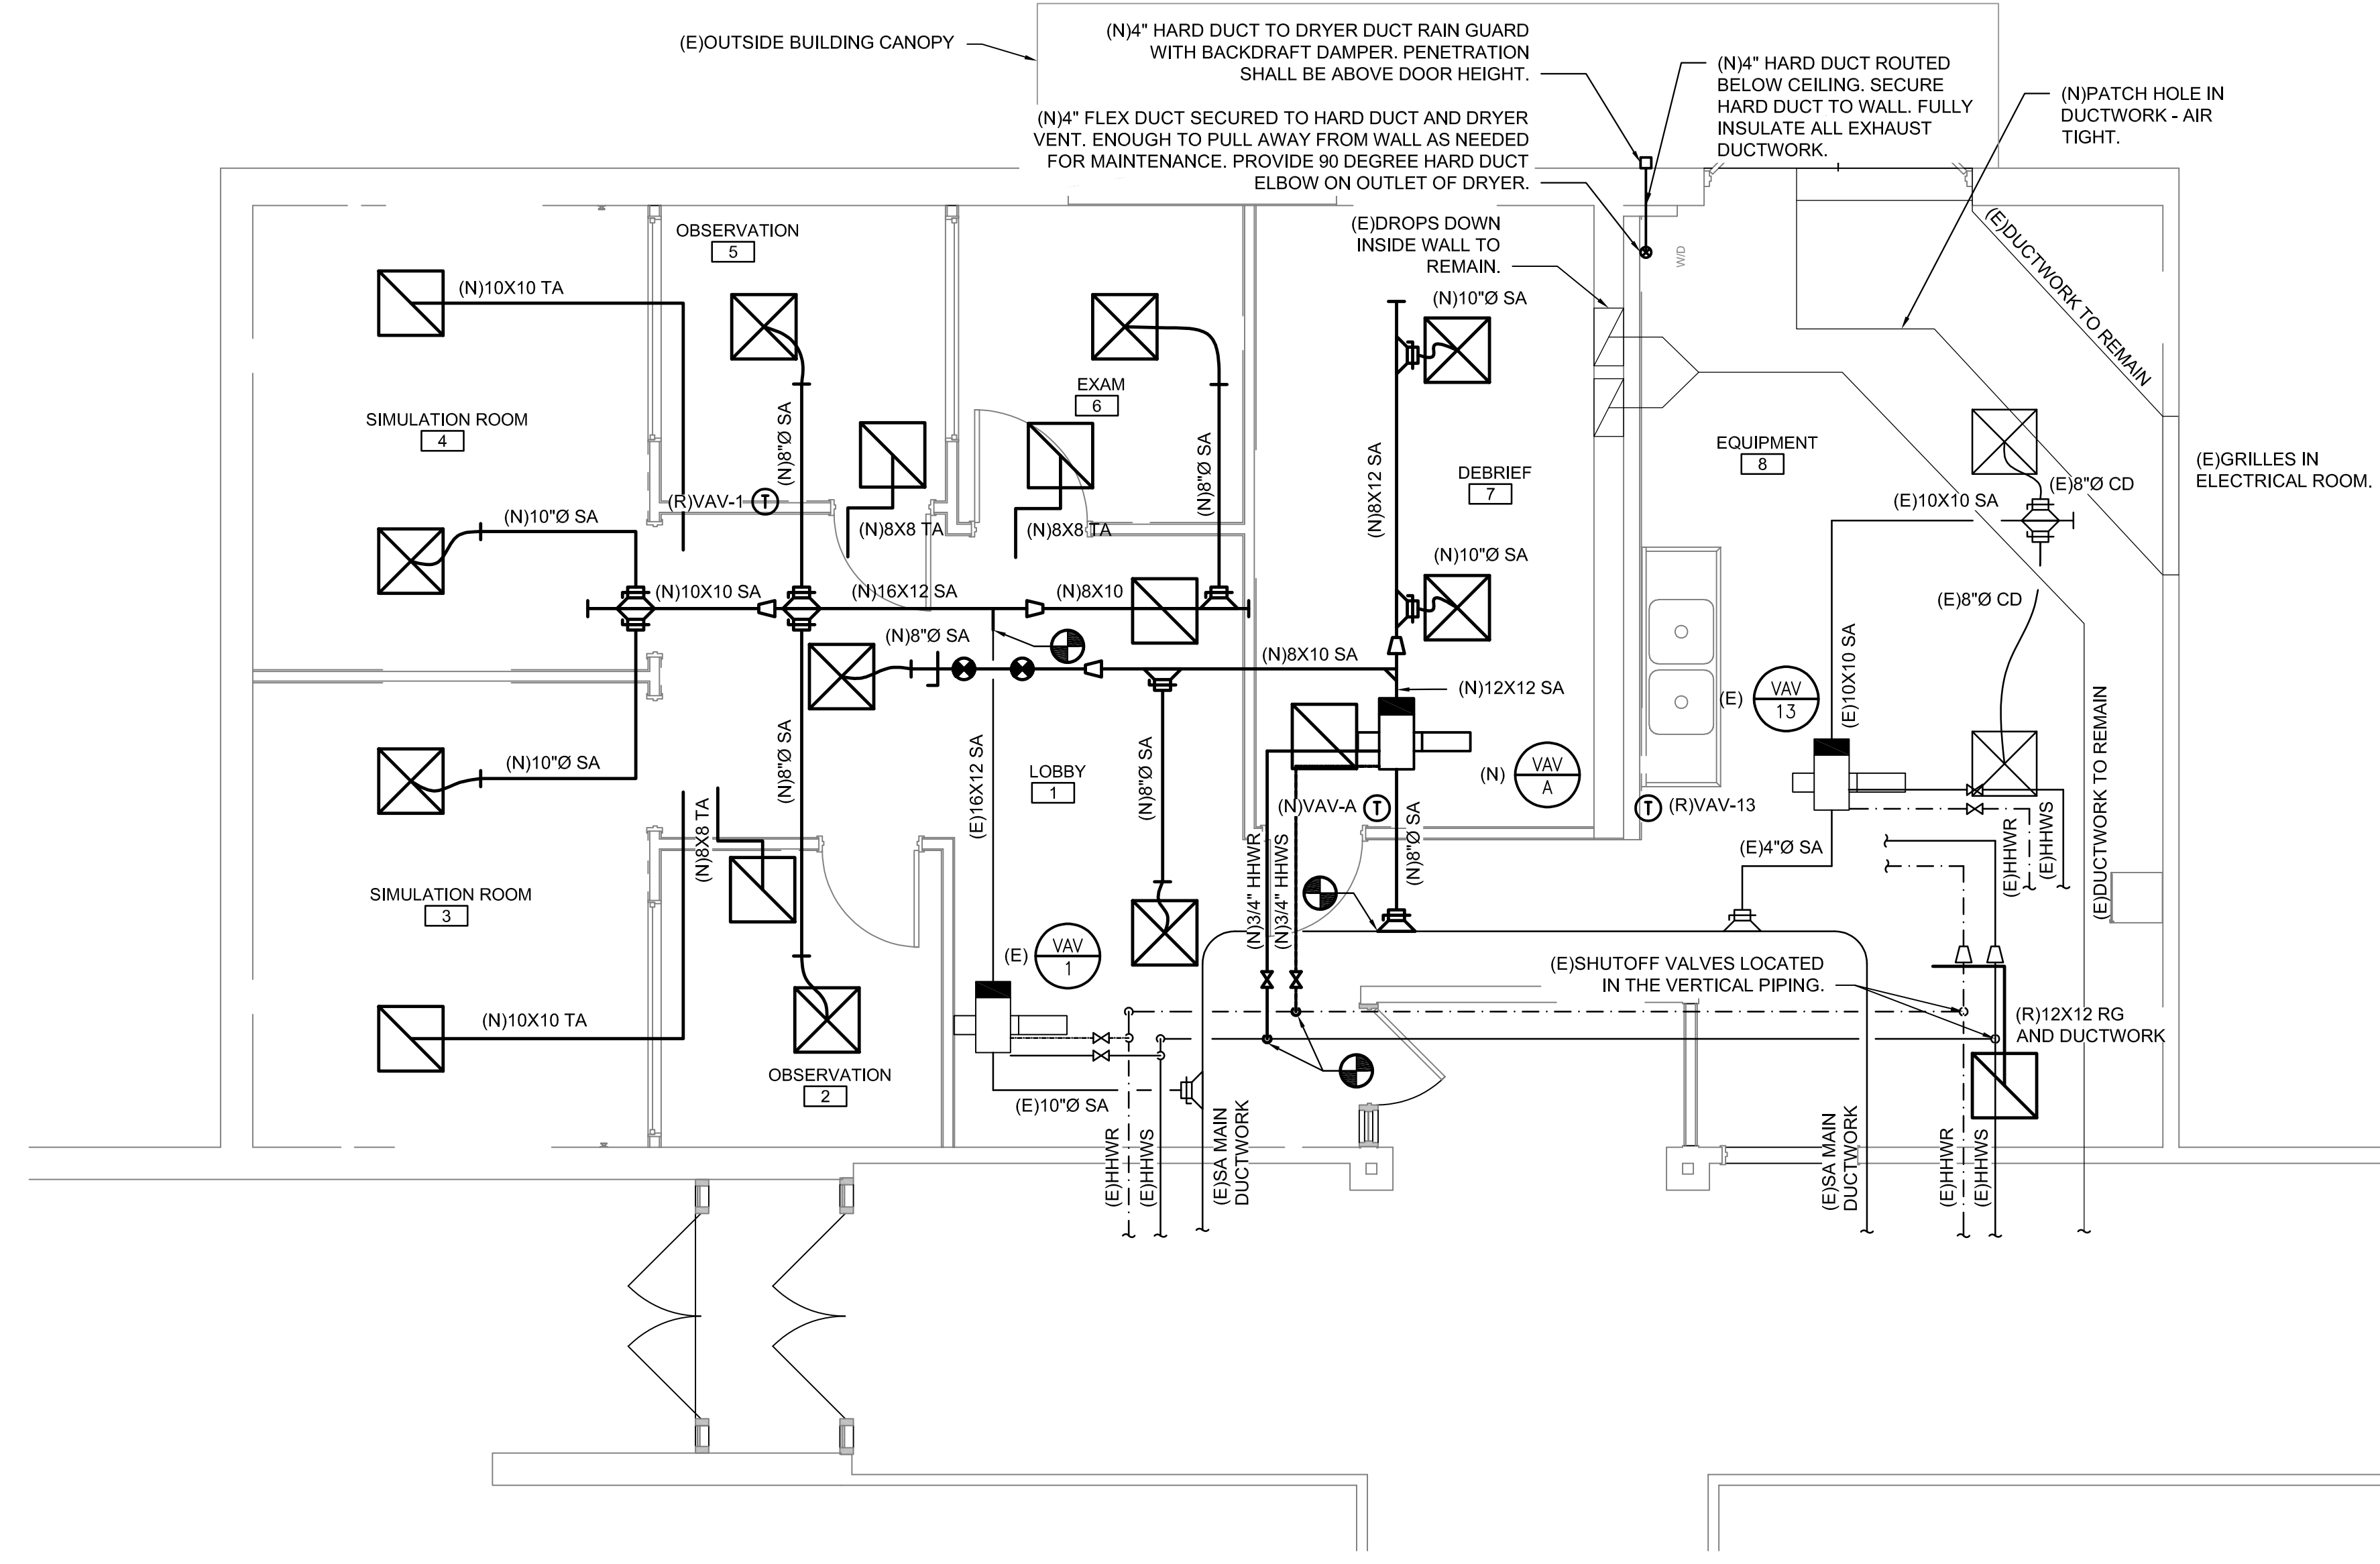 (E)OUTSIDE BUILDING CANOPY
(N)4" HARD DUCT TO DRYER DUCT RAIN GUARD
WITH BACKDRAFT DAMPER. PENETRATION
SHALL BE ABOVE DOOR HEIGHT.
(N)4" HARD DUCT ROUTED
BELOW CEILING. SECURE
HARD DUCT TO WALL. FULLY
INSULATE ALL EXHAUST
DUCTWORK.
(N)PATCH HOLE IN
DUCTWORK - AIR
TIGHT.
(N)4" FLEX DUCT SECURED TO HARD DUCT AND DRYER
VENT. ENOUGH TO PULL AWAY FROM WALL AS NEEDED
FOR MAINTENANCE. PROVIDE 90 DEGREE HARD DUCT
ELBOW ON OUTLET OF DRYER.
(E)DROPS DOWN
INSIDE WALL TO
REMAIN.
W/D
(E)DUCTWORK TO REMAIN
OBSERVATION
5
(N)10X10 TA
(N)10"Ø SA
EXAM
6
SIMULATION ROOM
4
(N)8"Ø SA
(N)8"Ø SA
(N)8X12 SA
DEBRIEF
7
EQUIPMENT
8
(E)GRILLES IN
ELECTRICAL ROOM.
(E)8"Ø CD
(E)10X10 SA
(R)VAV-1
T
(N)10"Ø SA
(N)8X8 TA
(N)8X8 TA
(N)10"Ø SA
(N)10X10 SA
(N)16X12 SA
(N)8X10
(E)8"Ø CD
(N)8"Ø SA
(N)8X10 SA
(N)12X12 SA
(E)
VAV
13
(E)10X10 SA
(N)10"Ø SA
(N)8"Ø SA
(E)16X12 SA
LOBBY
1
(N)8"Ø SA
(N)
VAV
A
(N)VAV-A
T
T
(R)VAV-13
(E)DUCTWORK TO REMAIN
(N)8X8 TA
(N)3/4" HHWR
(N)3/4" HHWS
(N)8"Ø SA
(E)4"Ø SA
(E)HHWR
(E)HHWS
SIMULATION ROOM
3
(E)
VAV
1
(E)SHUTOFF VALVES LOCATED
IN THE VERTICAL PIPING.
(N)10X10 TA
(R)12X12 RG
AND DUCTWORK
OBSERVATION
2
(E)10"Ø SA
(E)HHWR
(E)HHWS
(E)SA MAIN
DUCTWORK
(E)SA MAIN
DUCTWORK
(E)HHWR
(E)HHWS